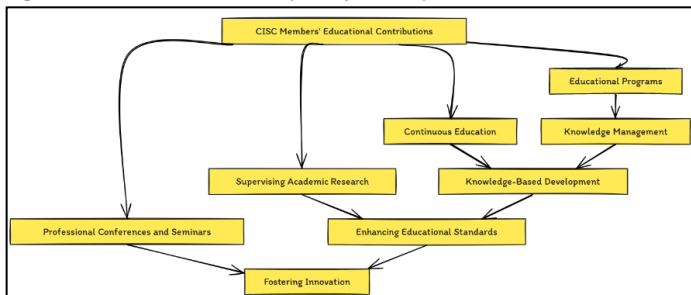 CISC Members' Educational Contributions
Educational Programs
Continuous Education
Knowledge Management
Supervising Academic Research
Knowledge-Based Development
Professional Conferences and Seminars
Enhancing Educational Standards
Fostering Innovation